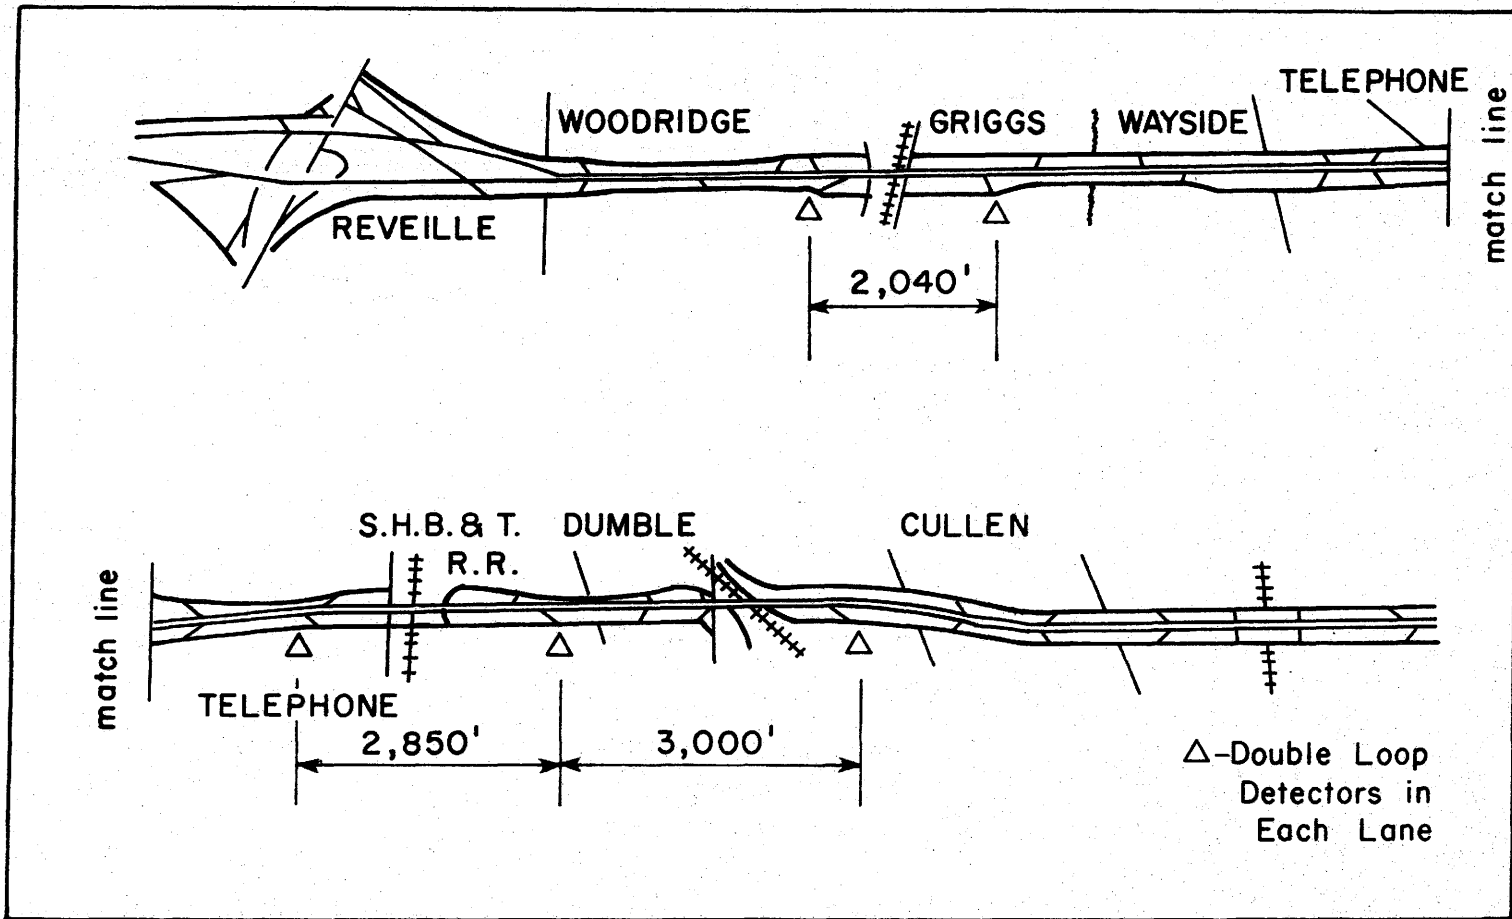 TELEPHONE
WOODRIDGE
GRIGGS
WAYSIDE
REVEILLE
match line
2,040'
S.H.B. & T.
R.R.
DUMBLE
CULLEN
match line
TELEPHONE
2,850'
3,000'
△-Double Loop
Detectors in
Each Lane